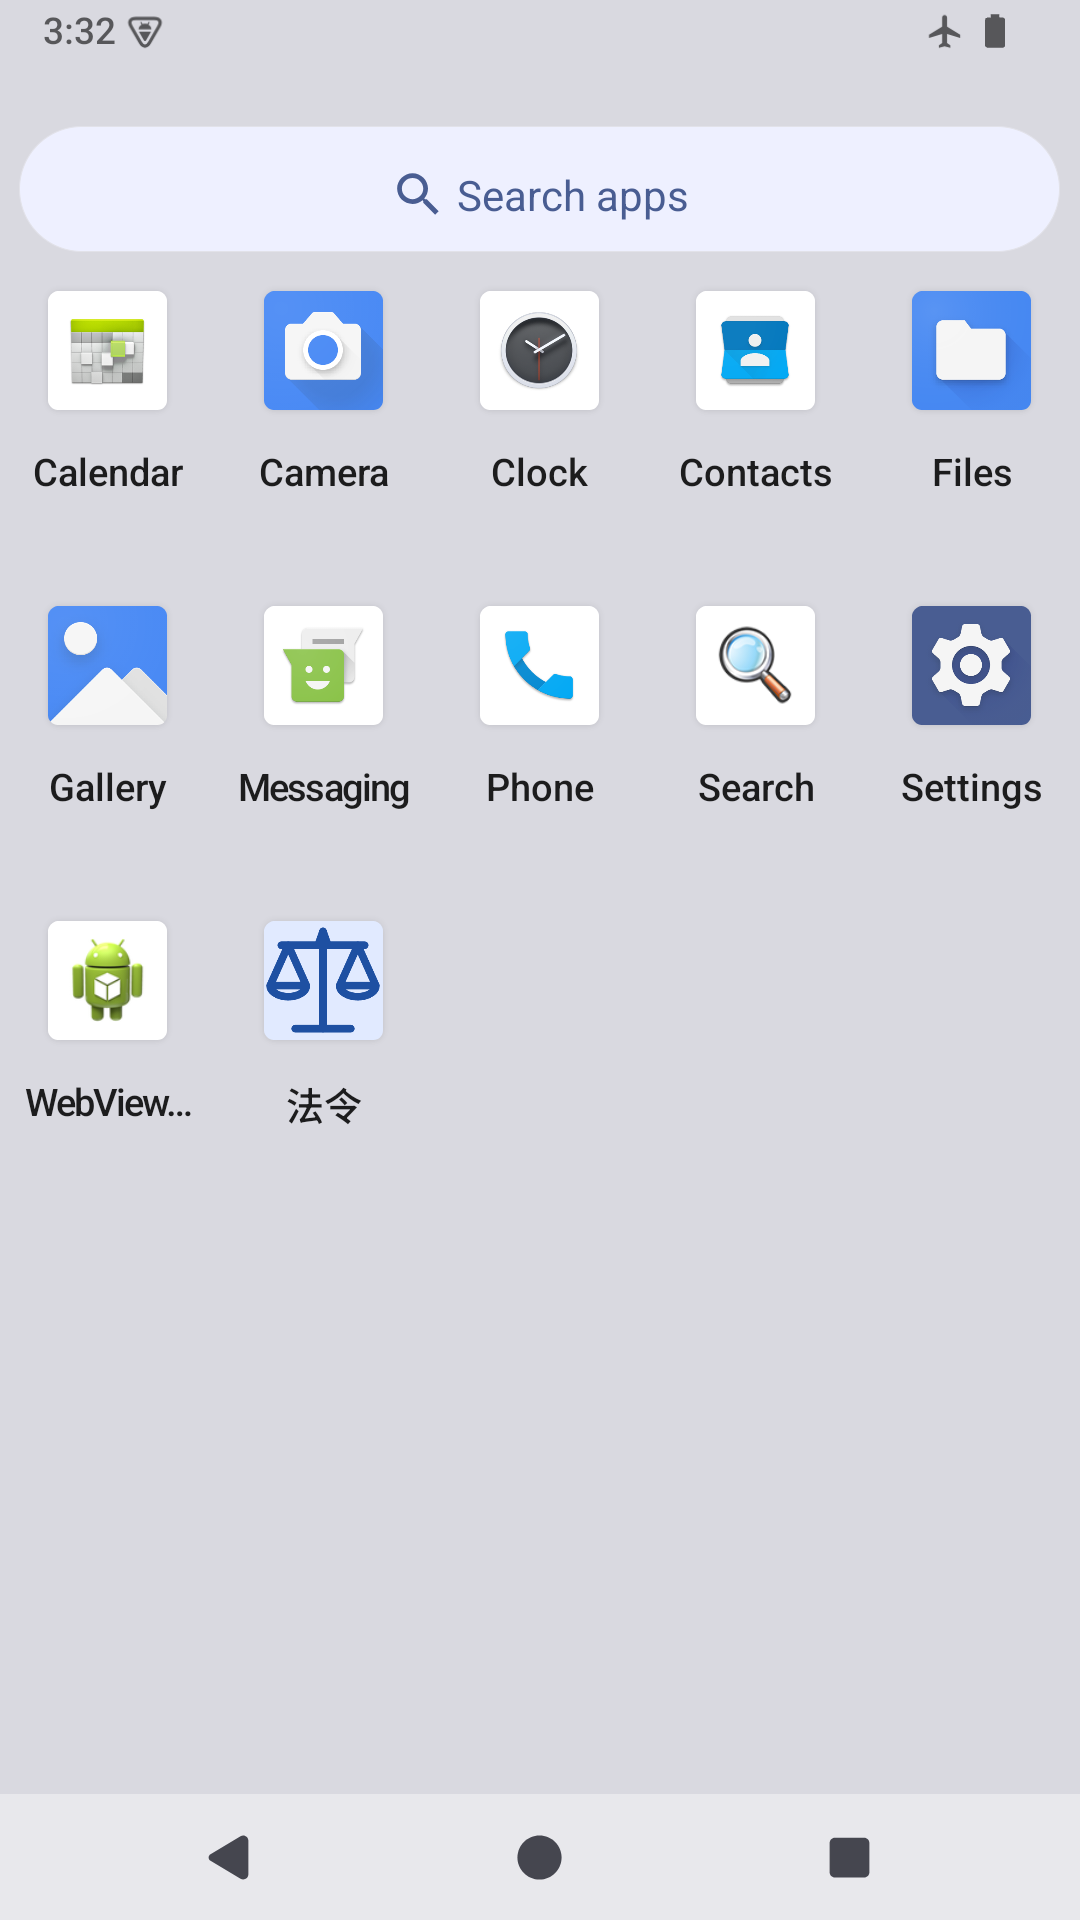 3:32
Search apps
Calendar
Camera
Clock
Contacts
Files
Gallery
Messaging
Phone
Search
Settings
WebView...
法令